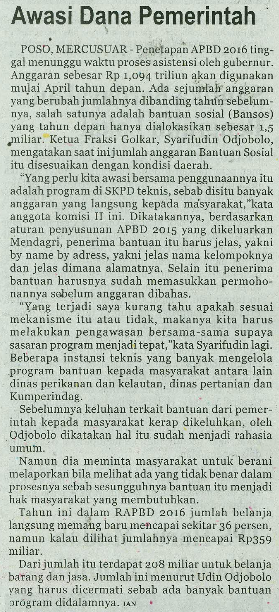 Awasi Dana Pemerintah
POSO, MERCUSUAR - Penetapan APBD 2016 ting-
gal menunggu waktu proses asistensi oleh gubernur.
Anggaran sebesar Rp 1,094 triliun akan digunakan
mulai April tahun depan. Ada sejumlah anggaran
yang berubah jumlahnya dibanding tahun sebelum-
nya, salah satunya adalah bantuan sosial (Bansos)
yang tahun depan hanya dialokasikan sebesar 1,5
miliar. Ketua Fraksi Golkar, Syarifudin Odjobolo,
mengatakan saat ini jumlah anggaran Bantuan Sosial
itu disesuaikan dengan kondisi daerah.
"Yang perlu kita awasi bersama penggunaannya itu
adalah program di SKPD teknis, sebab disitu banyak
anggaran yang langsung kepada masyarakat,"kata
anggota komisi II ini. Dikatakannya, berdasarkan
aturan penyusunan APBD 2015 yang dikeluarkan
Mendagri, penerima bantuan itu harus jelas, yakni
by name by adress, yakni jelas nama kelompoknya
dan jelas dimana alamatnya. Selain itu penerima
bantuan harusnya sudah memasukkan permoho-
nannya sebelum anggaran dibahas.
"Yang terjadi saya kurang tahu apakah sesuai
mekanisme itu atau tidak, makanya kita harus
melakukan pengawasan bersama-sama supaya
sasaran program menjadi tepat,"kata Syarifudin lagi.
Beberapa instansi teknis yang banyak mengelola
program bantuan kepada masyarakat antara lain
dinas perikanan dan kelautan, dinas pertanian dan
Kumperindag.
Sebelumnya keluhan terkait bantuan dari pemer-
intah kepada masyarakat kerap dikeluhkan, oleh
Odjobolo dikatakan hal itu sudah menjadi rahasia
umum.
Namun dia meminta masyarakat untuk berani
melaporkan bila melihat ada yang tidak benar dalam
prosesnya sebab sesungguhnya bantuan itu menjadi
hak masyarakat yang membutuhkan.
Tahun ini dalam RAPBD 2016 jumlah belanja
langsung memang baru mencapai sekitar 36 persen,
namun kalau dilihat jumlahnya mencapai Rp359
miliar.
Dari jumlah itu terdapat 208 miliar untuk belanja
barang dan jasa. Jumlah ini menurut Udin Odjobolo
yang harus dicermati sebab ada banyak bantuan
program didalamnya. IAN